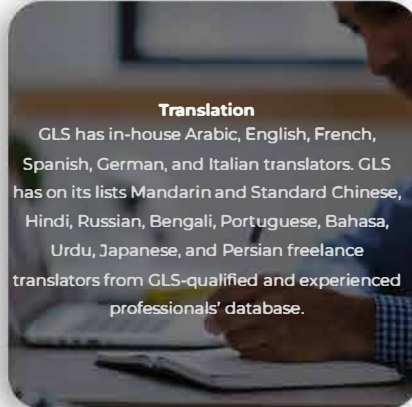 Translation
GLS has in-house Arabic, English, French,
Spanish, German, and Italian translators. GLS
has on its lists Mandarin and Standard Chinese,
Hindi, Russian, Bengali, Portuguese, Bahasa,
Urdu, Japanese, and Persian freelance
translators from GLS-qualified and experienced
professionals’ database.